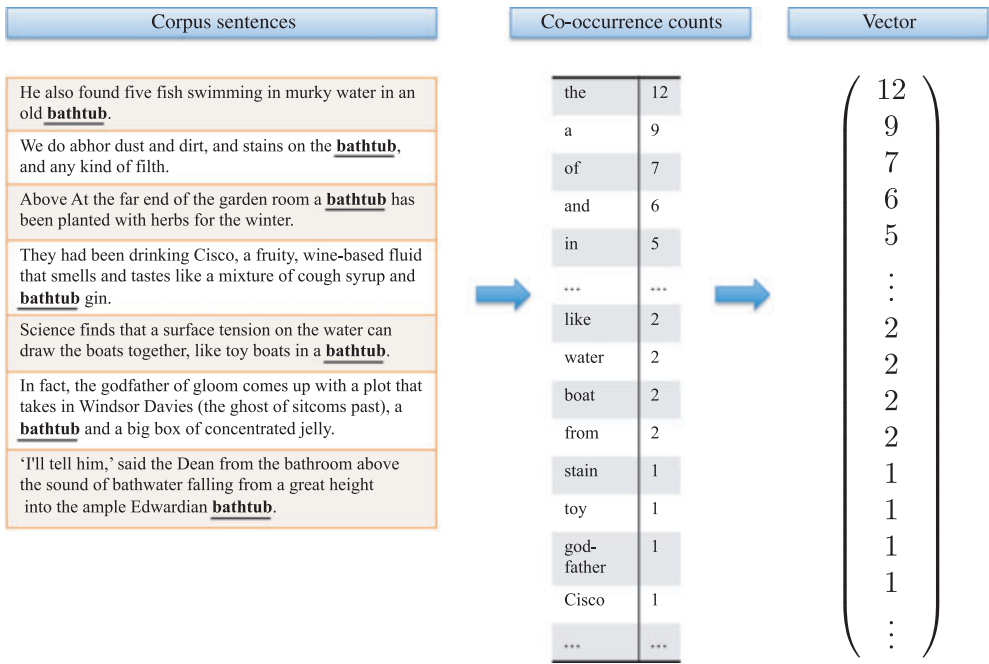 Corpus sentences
Co-occurrence counts
Vector
He also found five fish swimming in murky water in an
old bathtub.
We do abhor dust and dirt, and stains on the bathtub,
and any kind of filth.
Above At the far end of the garden room a bathtub has
been planted with herbs for the winter.
They had been drinking Cisco, a fruity, wine-based fluid
that smells and tastes like a mixture of cough syrup and
bathtub gin.
Science finds that a surface tension on the water can
draw the boats together, like toy boats in a bathtub.
In fact, the godfather of gloom comes up with a plot that
takes in Windsor Davies (the ghost of sitcoms past), a
bathtub and a big box of concentrated jelly.
‘I'll tell him,’ said the Dean from the bathroom above
the sound of bathwater falling from a great height
into the ample Edwardian bathtub.
the 12
a 9
of 7
and 6
in 5
... ...
like 2
water 2
boat 2
from 2
stain 1
toy 1
god-
father 1
Cisco 1
... ...
12
9
7
6
5
⋮
2
2
2
2
1
1
1
1
⋮